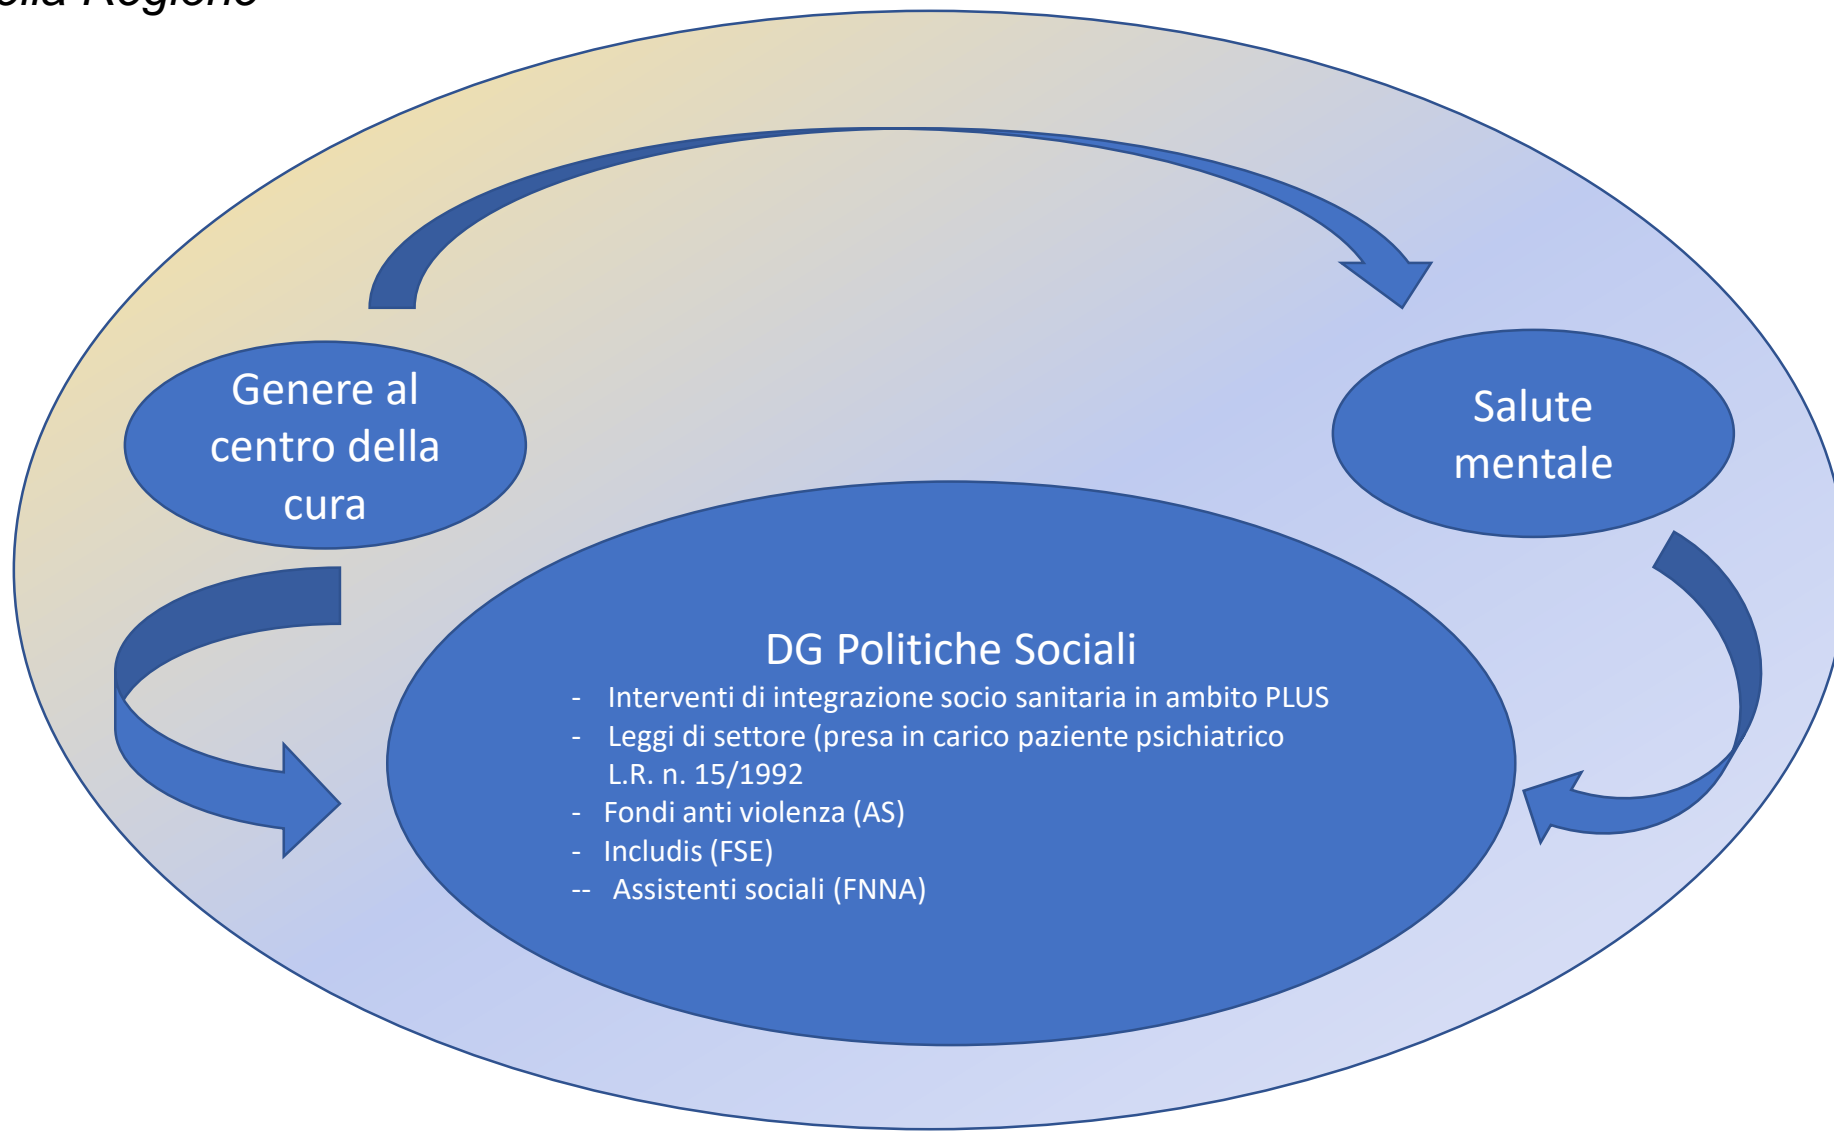 Regione
Genere al
centro della
cura
Salute
mentale
DG Politiche Sociali
- Interventi di integrazione socio sanitaria in ambito PLUS
- Leggi di settore (presa in carico paziente psichiatrico
L.R. n. 15/1992
- Fondi anti violenza (AS)
- Includis (FSE)
-- Assistenti sociali (FNNA)